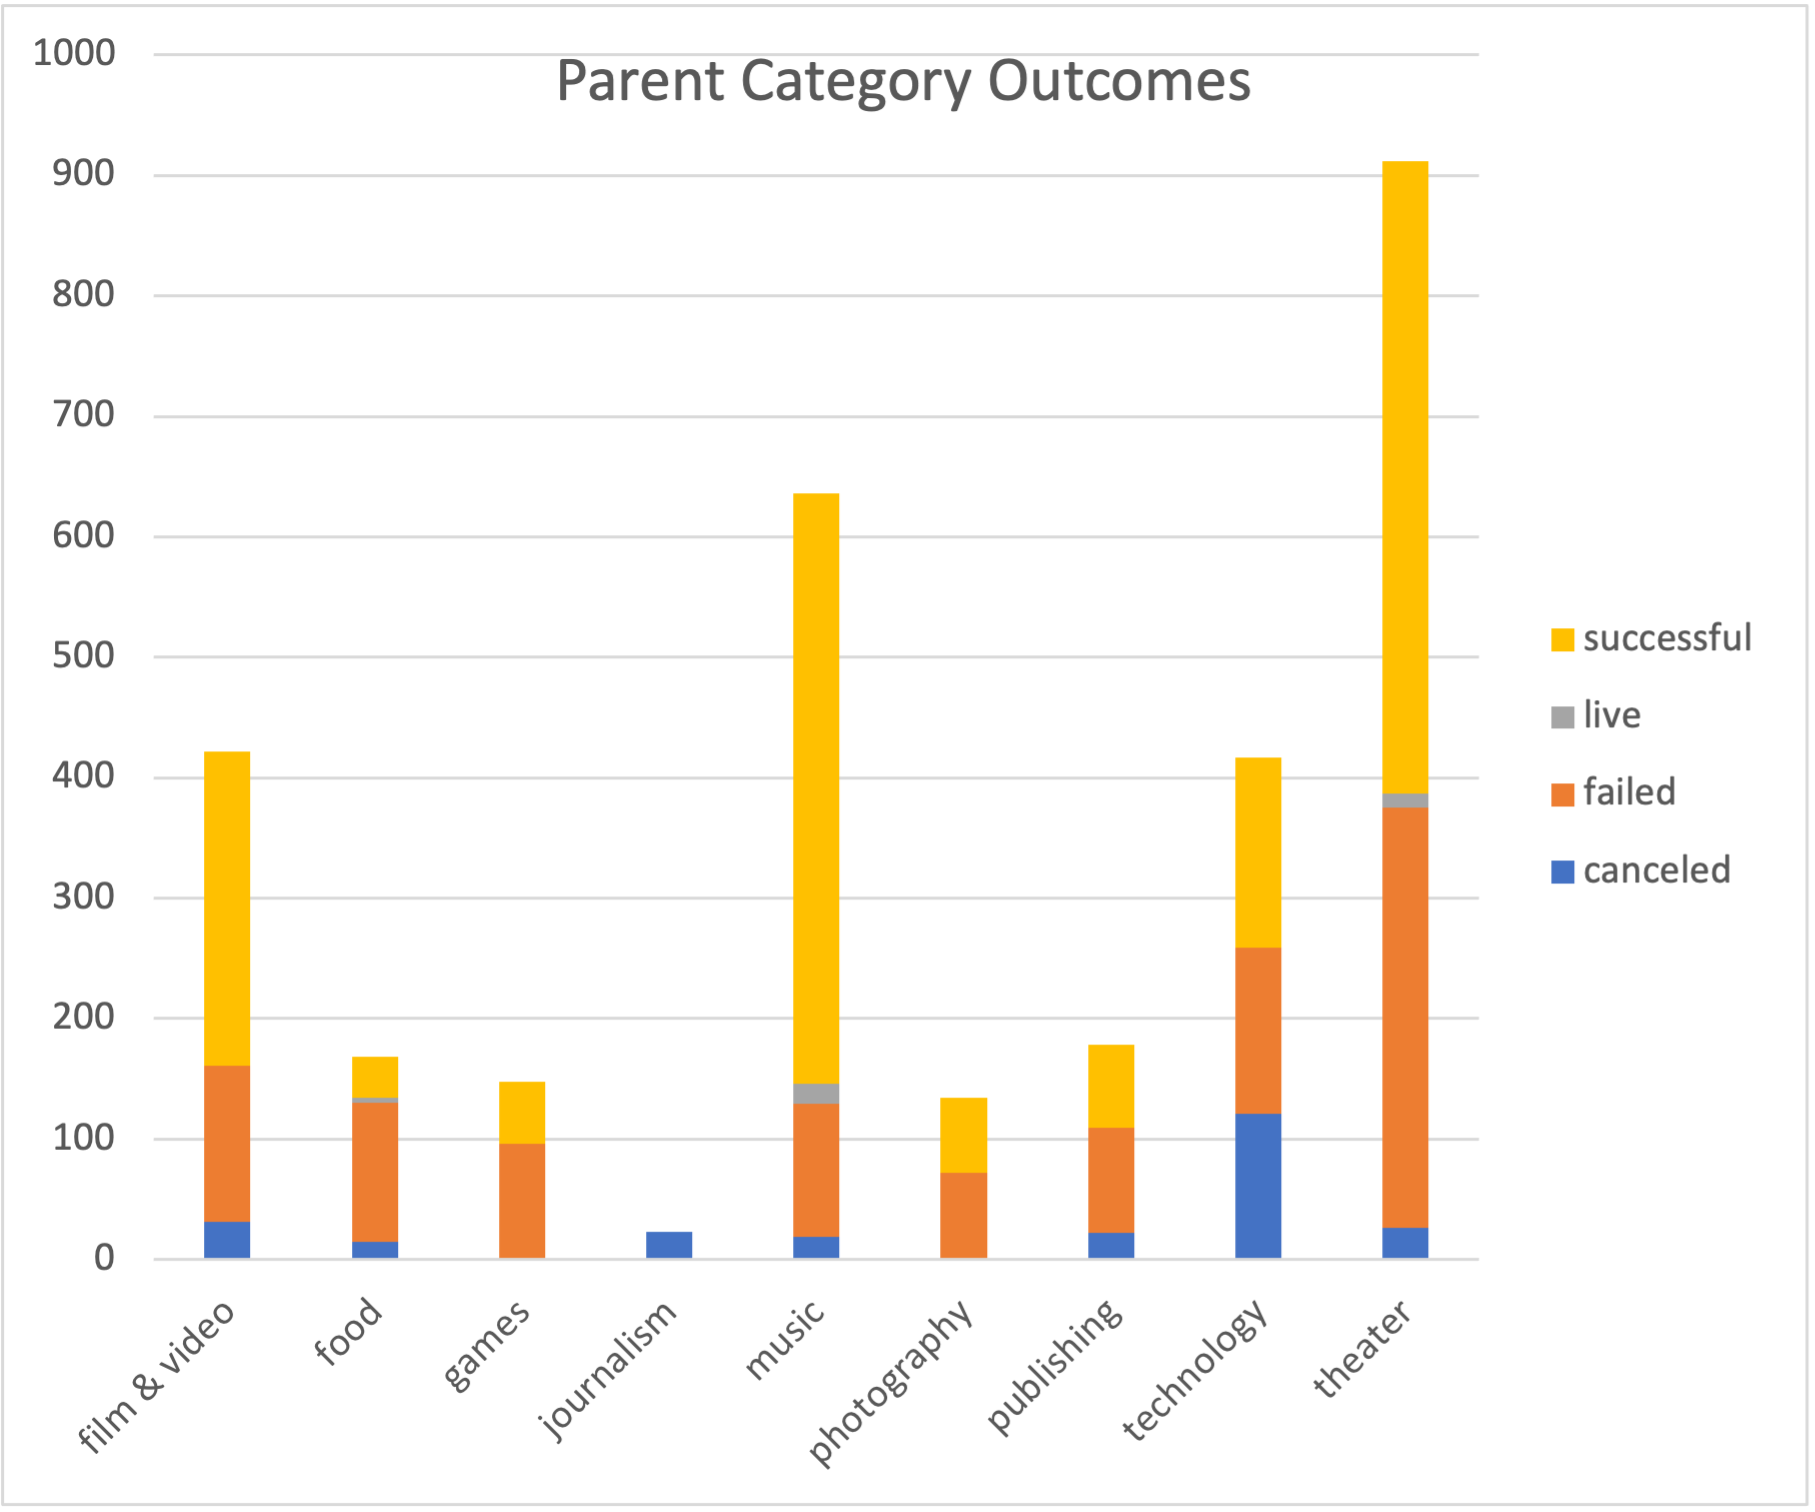 Parent Category Outcomes
1000
900
800
700
600
500
400
300
200
100
0
film & video
food
games
journalism
music
photography
publishing
technology
theater
successful
live
failed
canceled